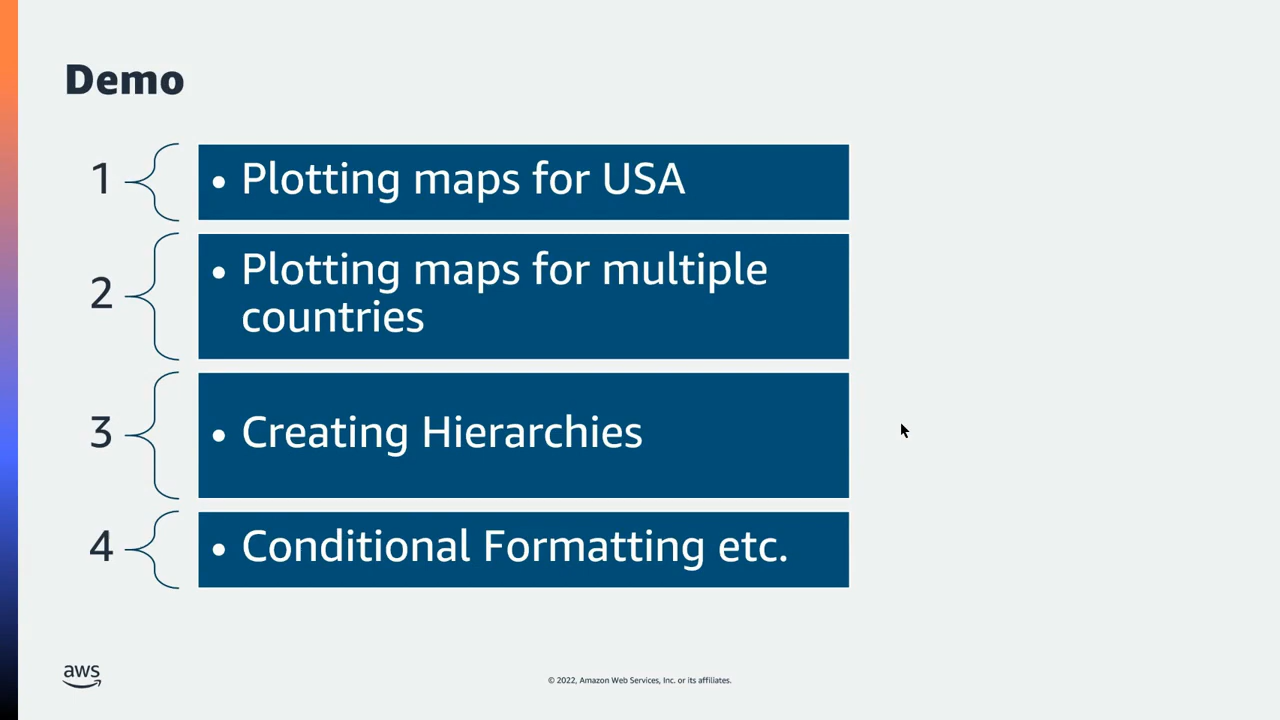 Demo
1
• Plotting maps for USA
2
• Plotting maps for multiple
countries
3
• Creating Hierarchies
4
• Conditional Formatting etc.
aws
© 2022, Amazon Web Services, Inc. or its affiliates.